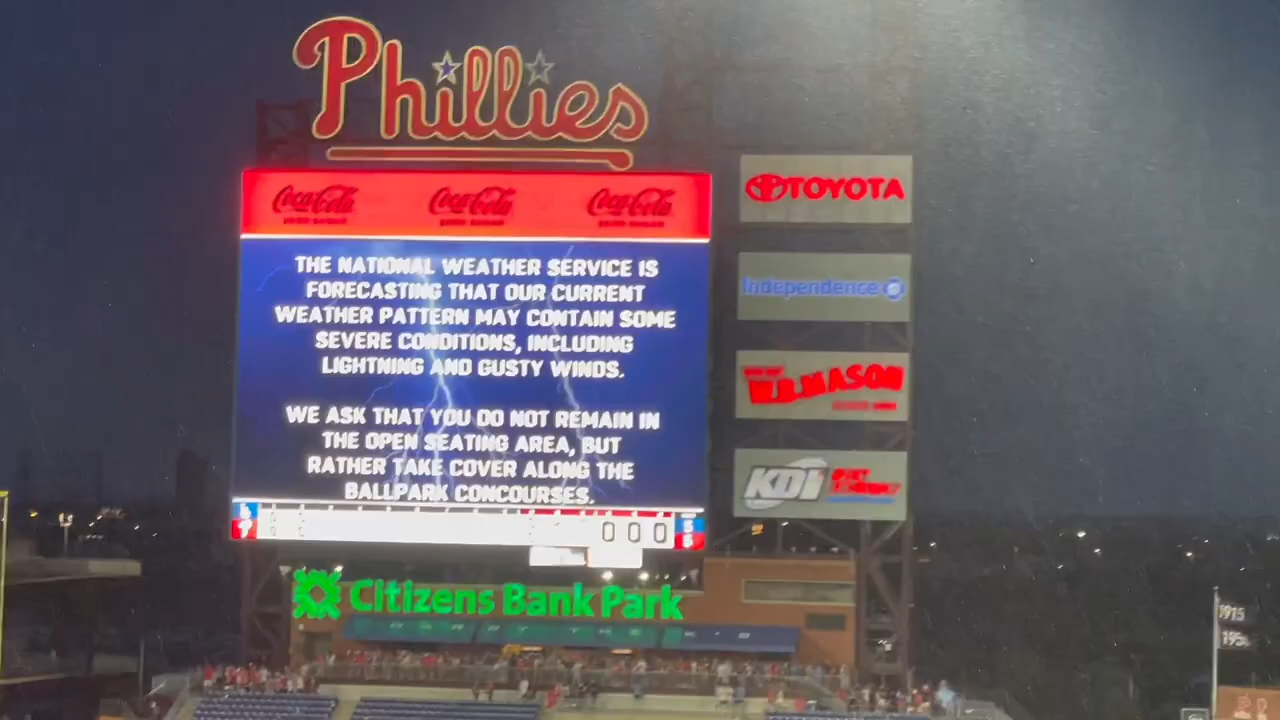 Phillies
Coca-Cola Coca-Cola Coca-Cola
TOYOTA
THE NATIONAL WEATHER SERVICE IS
FORECASTING THAT OUR CURRENT
WEATHER PATTERN MAY CONTAIN SOME
SEVERE CONDITIONS, INCLUDING
LIGHTNING AND GUSTY WINDS.
Independence
WE ASK THAT YOU DO NOT REMAIN IN
THE OPEN SEATING AREA, BUT
RATHER TAKE COVER ALONG THE
BALLPARK CONCOURSES.
W.B. MASON
KDI
0 0 0
Citizens Bank Park
HARRY THE K'S
1915